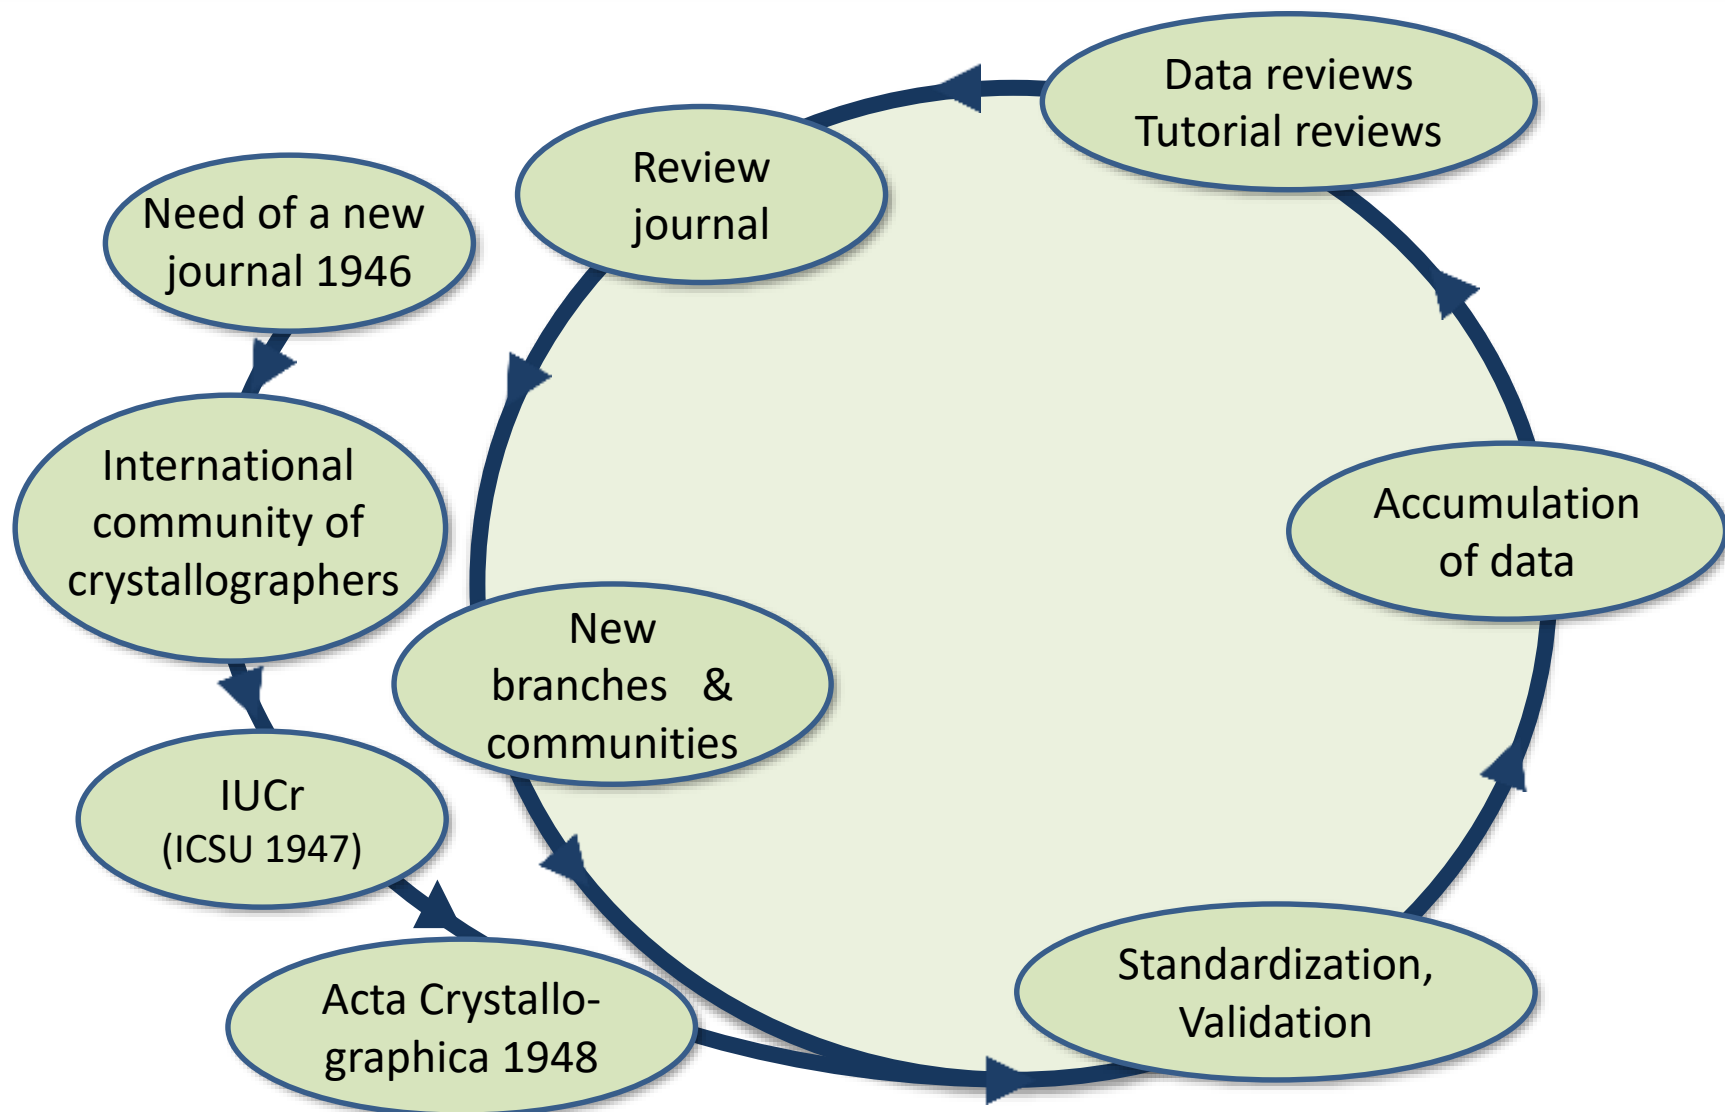 Need of a new
journal 1946
International
community of
crystallographers
IUCr
(ICSU 1947)
Acta Crystallo-
graphica 1948
Standardization,
Validation
Accumulation
of data
Data reviews
Tutorial reviews
Review
journal
New
branches &
communities